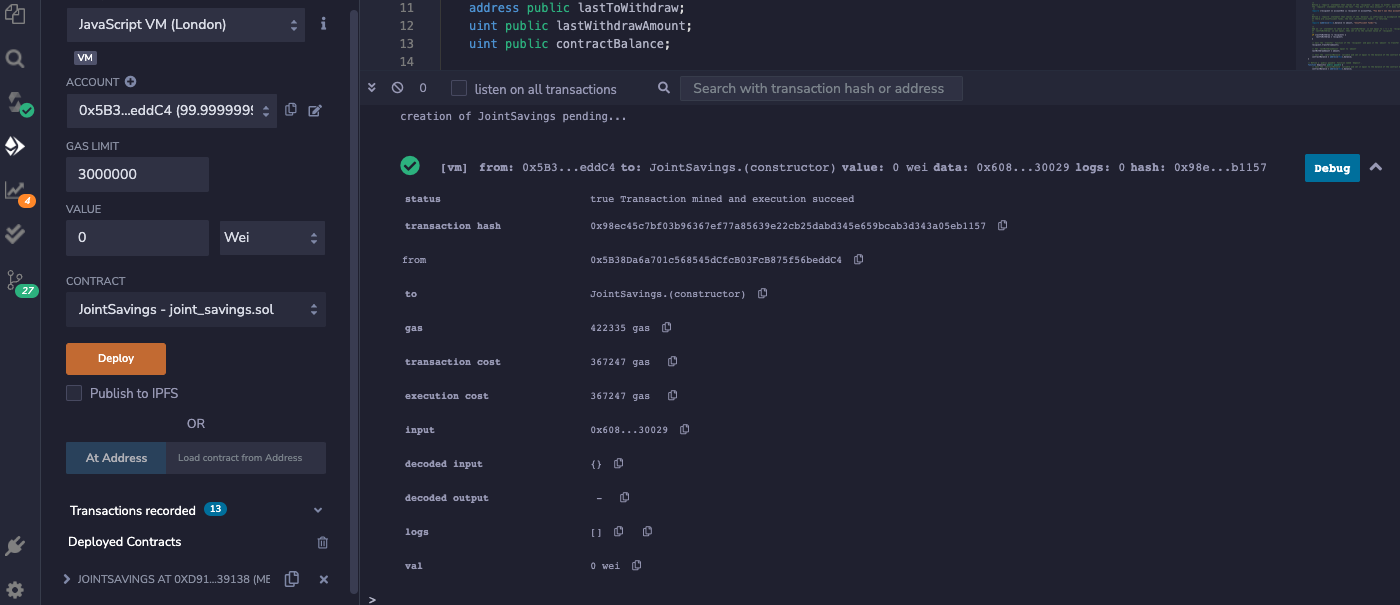 JavaScript VM (London)
VM
ACCOUNT
0x5B3...eddC4 (99.9999999
GAS LIMIT
3000000
VALUE
0
Wei
CONTRACT
JointSavings - joint_savings.sol
Deploy
Publish to IPFS
OR
At Address
Load contract from Address
Transactions recorded 13
Deployed Contracts
JOINTSAVINGS AT 0XD91...39138 (ME
4
27
11 address public lastToWithdraw;
12 uint public lastWithdrawAmount;
13 uint public contractBalance;
14
0 listen on all transactions Search with transaction hash or address
creation of JointSavings pending...
[vm] from: 0x5B3...eddC4 to: JointSavings.(constructor) value: 0 wei data: 0x608...30029 logs: 0 hash: 0x98e...b1157
Debug
status true Transaction mined and execution succeed
transaction hash 0x98ec45c7bf03b96367ef77a85639e22cb25dabd345e659bcab3d343a05eb1157
from 0x5B38Da6a701c568545dCfcB03FcB875f56beddC4
to JointSavings.(constructor)
gas 422335 gas
transaction cost 367247 gas
execution cost 367247 gas
input 0x608...30029
decoded input {}
decoded output -
logs []
val 0 wei
>